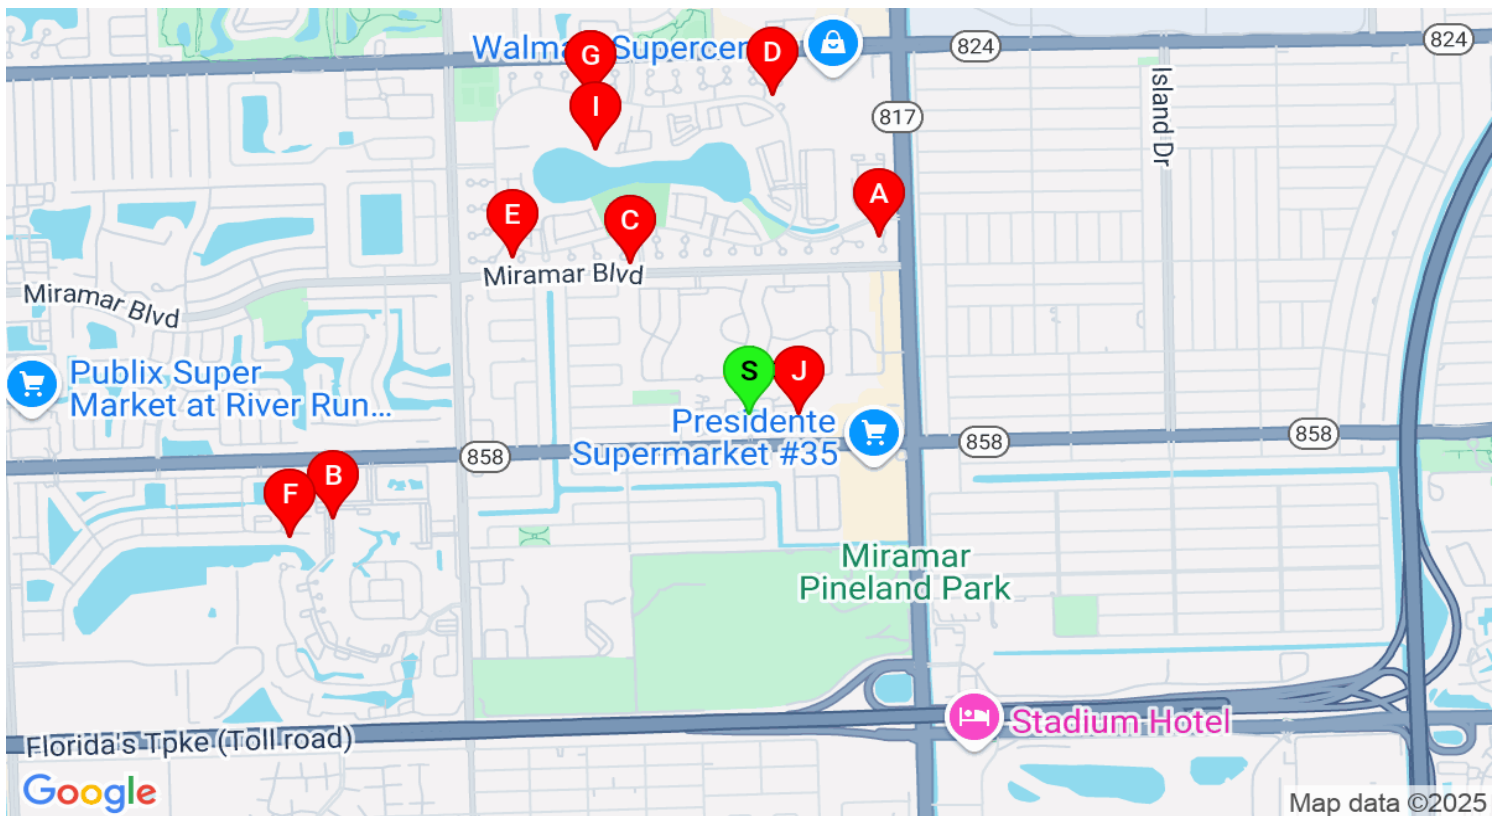 Walma Supercen
G
D
824
824
I
817
Island Dr
A
E
C
Miramar Blvd
Miramar Blvd
Publix Super
Market at River Run...
S
J
Presidente
Supermarket #35
858
858
858
B
F
Miramar
Pineland Park
Stadium Hotel
Florida's Tpke (Toll road)
Google
Map data ©2025